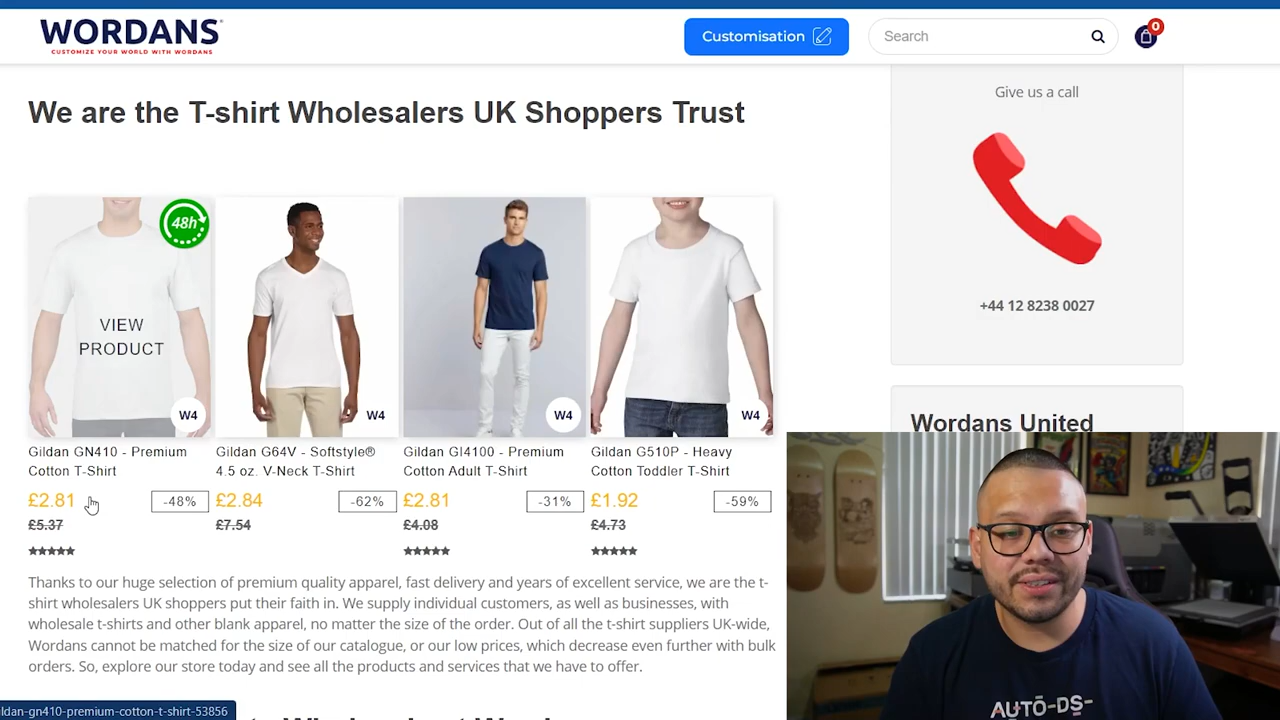 WORDANS
CUSTOMIZE YOUR WORLD WITH WORDANS
Customisation
Search
0
We are the T-shirt Wholesalers UK Shoppers Trust
Give us a call
+44 12 8238 0027
48h
VIEW
PRODUCT
W4
W4
W4
W4
Gildan GN410 - Premium
Cotton T-Shirt
£2.81
-48%
£5.37
Gildan G64V - Softstyle®
4.5 oz. V-Neck T-Shirt
£2.84
-62%
£7.54
Gildan GI4100 - Premium
Cotton Adult T-Shirt
£2.81
-31%
£4.08
Gildan G510P - Heavy
Cotton Toddler T-Shirt
£1.92
-59%
£4.73
Thanks to our huge selection of premium quality apparel, fast delivery and years of excellent service, we are the t-
shirt wholesalers UK shoppers put their faith in. We supply individual customers, as well as businesses, with
wholesale t-shirts and other blank apparel, no matter the size of the order. Out of all the t-shirt suppliers UK-wide,
Wordans cannot be matched for the size of our catalogue, or our low prices, which decrease even further with bulk
orders. So, explore our store today and see all the products and services that we have to offer.
Wordans United
AUTO-DS-
ldan-gn410-premium-cotton-t-shirt-53856